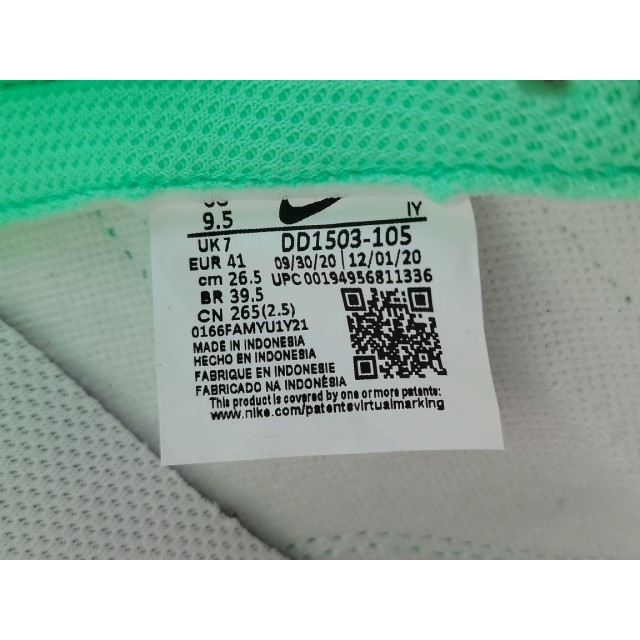 9.5
IY
UK 7
DD1503-105
EUR 41
09/30/20 12/01/20
cm 26.5
UPC 00194956811336
BR 39.5
CN 265(2.5)
0166FAMYU1Y21
MADE IN INDONESIA
HECHO EN INDONESIA
FABRIQUE EN INDONESIE
FABRICADO NA INDONÉSIA
This product is covered by one or more patents:
www.nike.com/patentsvirtualmarking